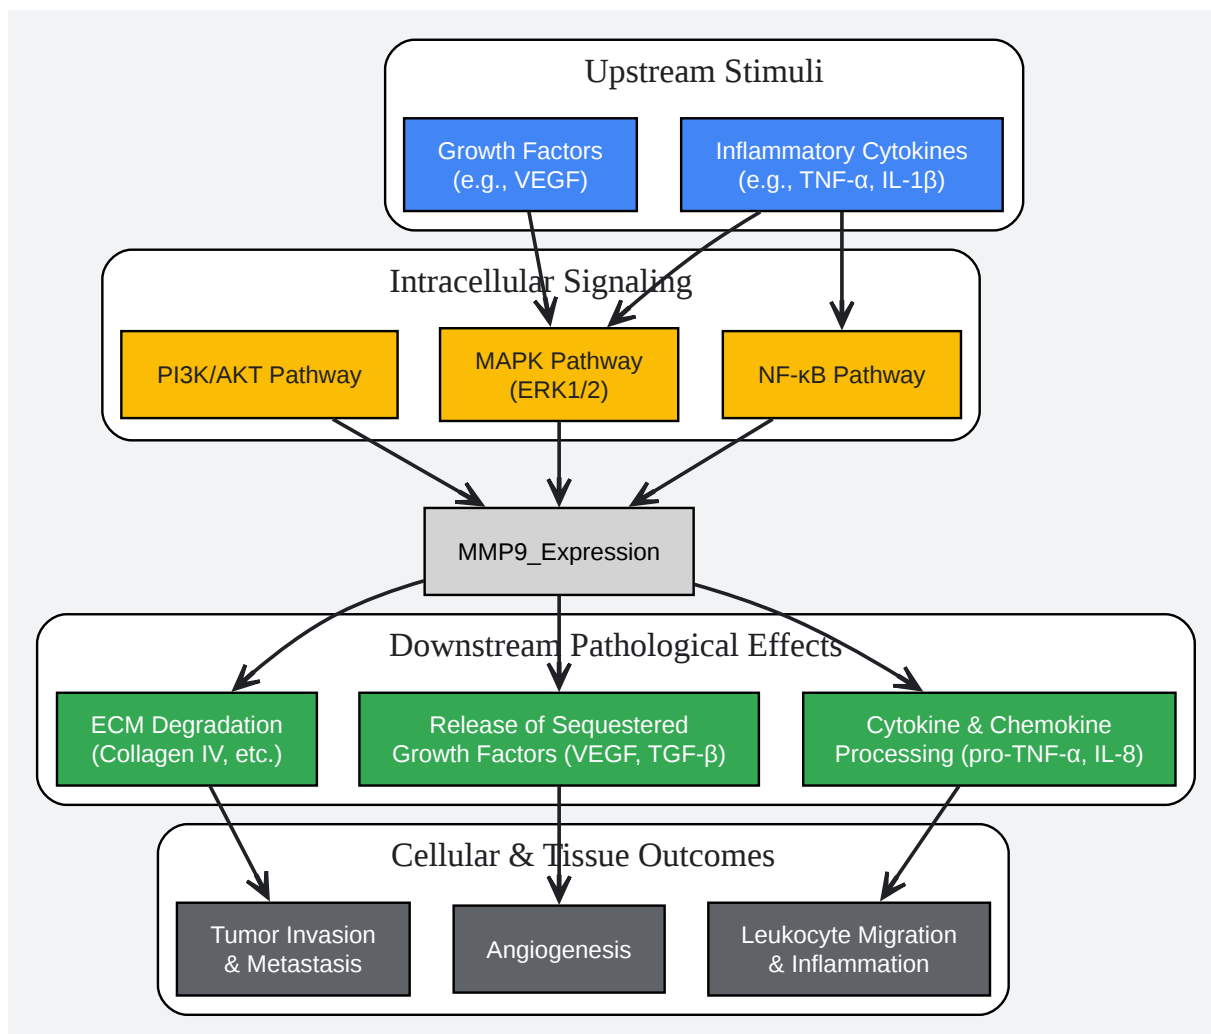 Upstream Stimuli
Growth Factors
(e.g., VEGF)
Inflammatory Cytokines
(e.g., TNF-α, IL-1β)
Intracellular Signaling
PI3K/AKT Pathway
MAPK Pathway
(ERK1/2)
NF-κB Pathway
MMP9_Expression
Downstream Pathological Effects
ECM Degradation
(Collagen IV, etc.)
Release of Sequestered
Growth Factors (VEGF, TGF-β)
Cytokine & Chemokine
Processing (pro-TNF-α, IL-8)
Cellular & Tissue Outcomes
Tumor Invasion
& Metastasis
Angiogenesis
Leukocyte Migration
& Inflammation